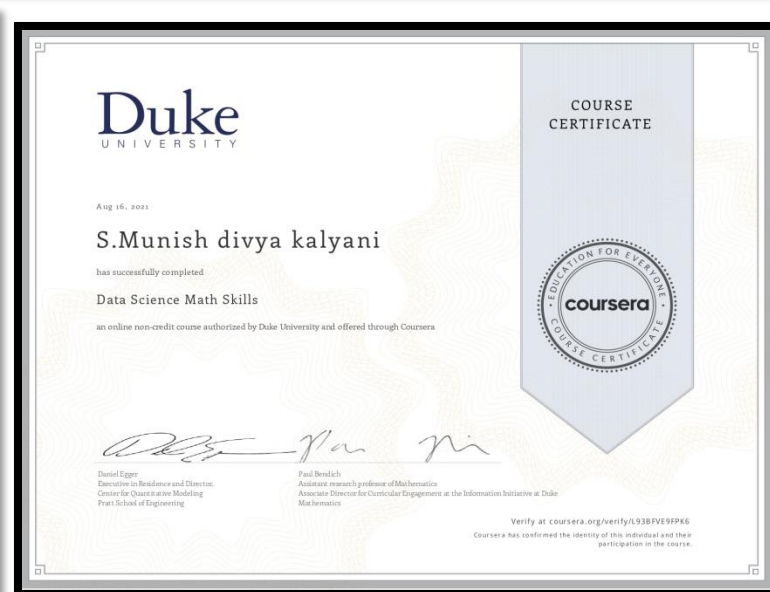 Duke
UNIVERSITY
COURSE
CERTIFICATE
Aug 16, 2021
S.Munish divya kalyani
has successfully completed
Data Science Math Skills
an online non-credit course authorized by Duke University and offered through Coursera
EDUCATION FOR EVERYONE
coursera
COURSE CERTIFICATE
Daniel Egger
Executive in Residence and Director,
Center for Quantitative Modeling
Pratt School of Engineering
Paul Bendich
Assistant research professor of Mathematics
Associate Director for Curricular Engagement at the Information Initiative at Duke
Mathematics
Verify at coursera.org/verify/L93BFVE9FPK6
Coursera has confirmed the identity of this individual and their
participation in the course.